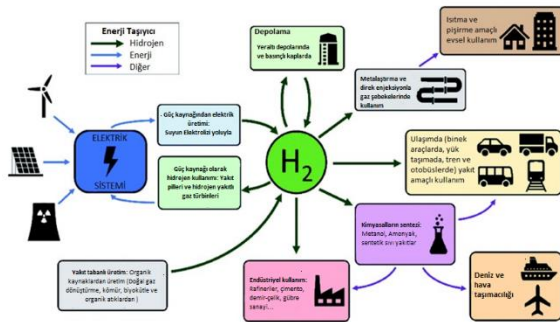 Enerji Taşıyıcı
Hidrojen
Enerji
Diğer
Depolama
Yeraltı depolarında
ve basınçlı kaplarda
Isıtma ve
pişirme amaçlı
evsel kullanım
Metalaştırma ve
direk enjeksiyonla
gaz şebekelerinde
kullanım
Güç kaynağından elektrik
üretimi:
Suyun Elektrolizi yoluyla
ELEKTRİK
SİSTEMİ
H2
Ulaşımda (binek
araçlarda, yük
taşımada, tren ve
otobüslerde) yakıt
amaçlı kullanım
Güç kaynağı olarak
hidrojen kullanımı: Yakıt
pilleri ve hidrojen yakıtlı
gaz türbinleri
Kimyasalların sentezi:
Metanol, Amonyak,
sentetik sıvı yakıtlar
Yakıt tabanlı üretim: Organik
kaynaklardan üretim (Doğal gaz
dönüştürme, kömür, biyokütle ve
organik atıklardan )
Endüstriyel kullanım:
Rafineriler, çimento,
demir-çelik, gübre
sanayi...
Deniz ve
hava
taşımacılığı